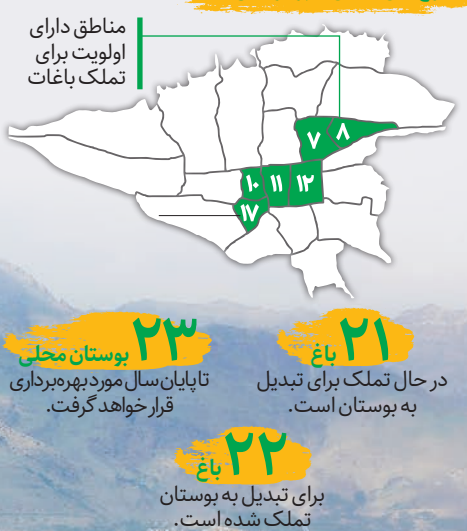 مناطق دارای
اولویت برای
تملک باغات
۸
۷
۱۲
۱۱
۱۰
۱۷
۲۱ باغ
در حال تملک برای تبدیل
به بوستان است.
۲۳ بوستان محلی
تا پایان سال مورد بهره‌برداری
قرار خواهد گرفت.
۲۲ باغ
برای تبدیل به بوستان
تملک شده است.